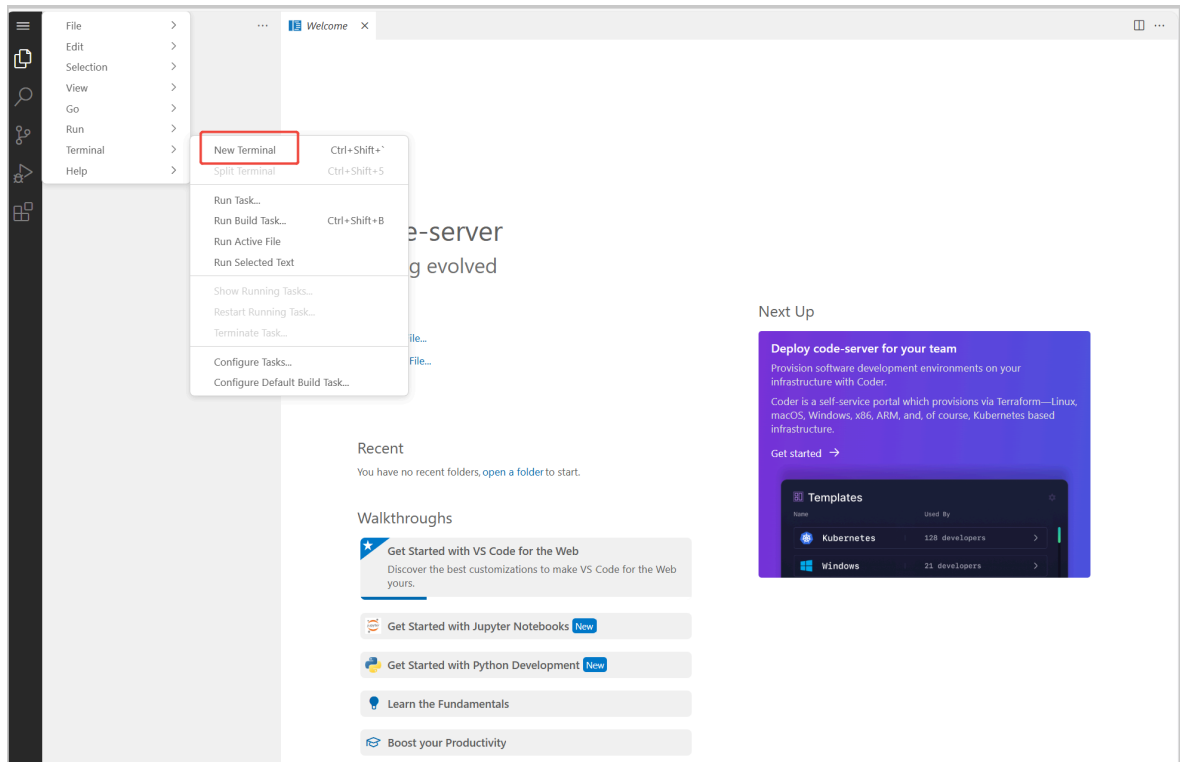 File
Edit
Selection
View
Go
Run
Terminal
Help
Welcome
New Terminal Ctrl+Shift+`
Split Terminal Ctrl+Shift+5
Run Task...
Run Build Task... Ctrl+Shift+B
Run Active File
Run Selected Text
Show Running Tasks...
Restart Running Task...
Terminate Task...
Configure Tasks...
Configure Default Build Task...
e-server
g evolved
ile...
File...
Recent
You have no recent folders, open a folder to start.
Walkthroughs
Get Started with VS Code for the Web
Discover the best customizations to make VS Code for the Web
yours.
Get Started with Jupyter Notebooks New
Get Started with Python Development New
Learn the Fundamentals
Boost your Productivity
Next Up
Deploy code-server for your team
Provision software development environments on your
infrastructure with Coder.
Coder is a self-service portal which provisions via Terraform—Linux,
macOS, Windows, x86, ARM, and, of course, Kubernetes based
infrastructure.
Get started →
Templates
Name Used By
Kubernetes 128 developers
Windows 21 developers